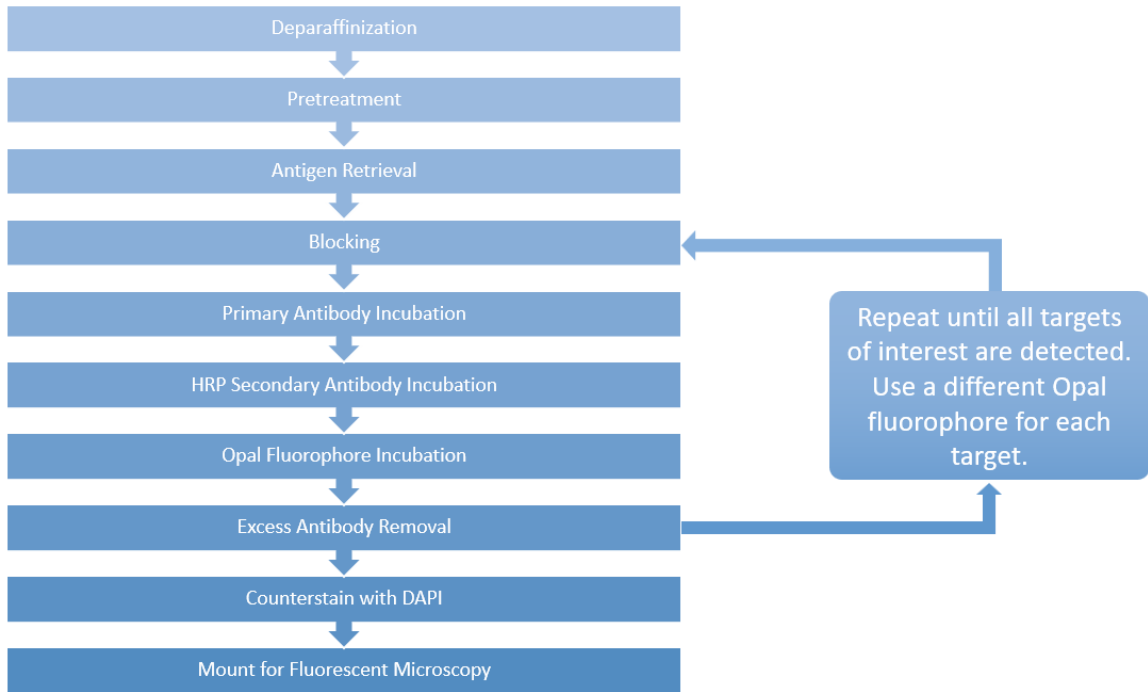 Deparaffinization
Pretreatment
Antigen Retrieval
Blocking
Primary Antibody Incubation
HRP Secondary Antibody Incubation
Opal Fluorophore Incubation
Excess Antibody Removal
Counterstain with DAPI
Mount for Fluorescent Microscopy
Repeat until all targets
of interest are detected.
Use a different Opal
fluorophore for each
target.